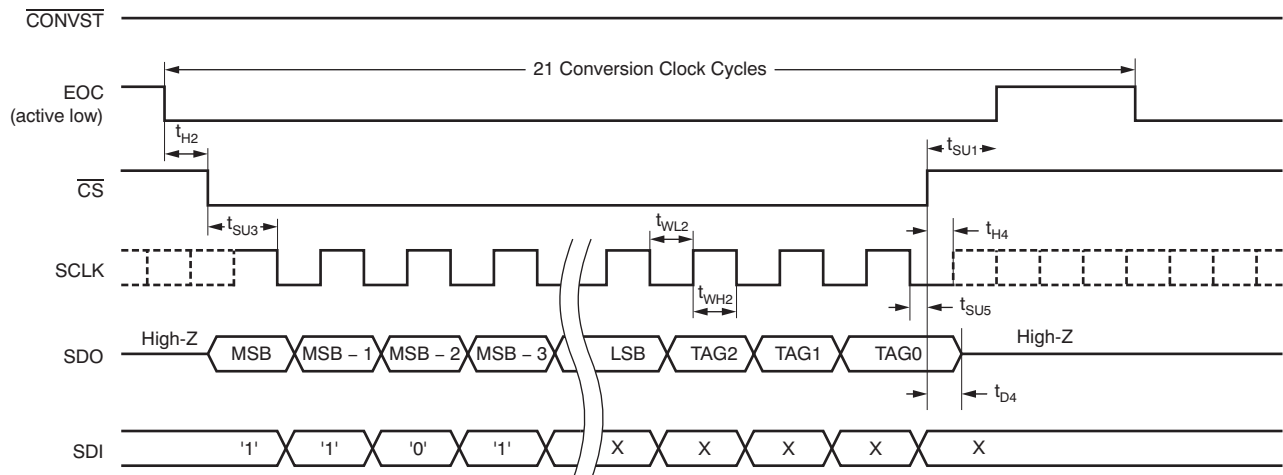 CONVST
21 Conversion Clock Cycles
EOC
(active low)
tH2
tSU1
CS
tSU3
tWL2
tH4
SCLK
tWH2
tSU5
High-Z
High-Z
SDO
MSB
MSB – 1
MSB – 2
MSB – 3
LSB
TAG2
TAG1
TAG0
tD4
SDI
'1'
'1'
'0'
'1'
X
X
X
X
X